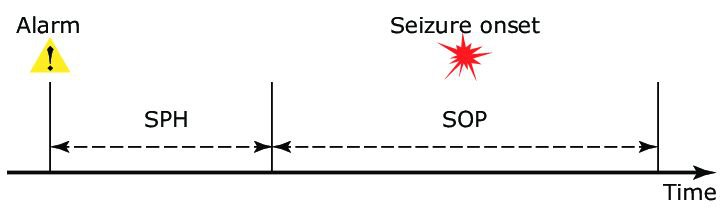 Alarm
Seizure onset
!
SPH
SOP
Time